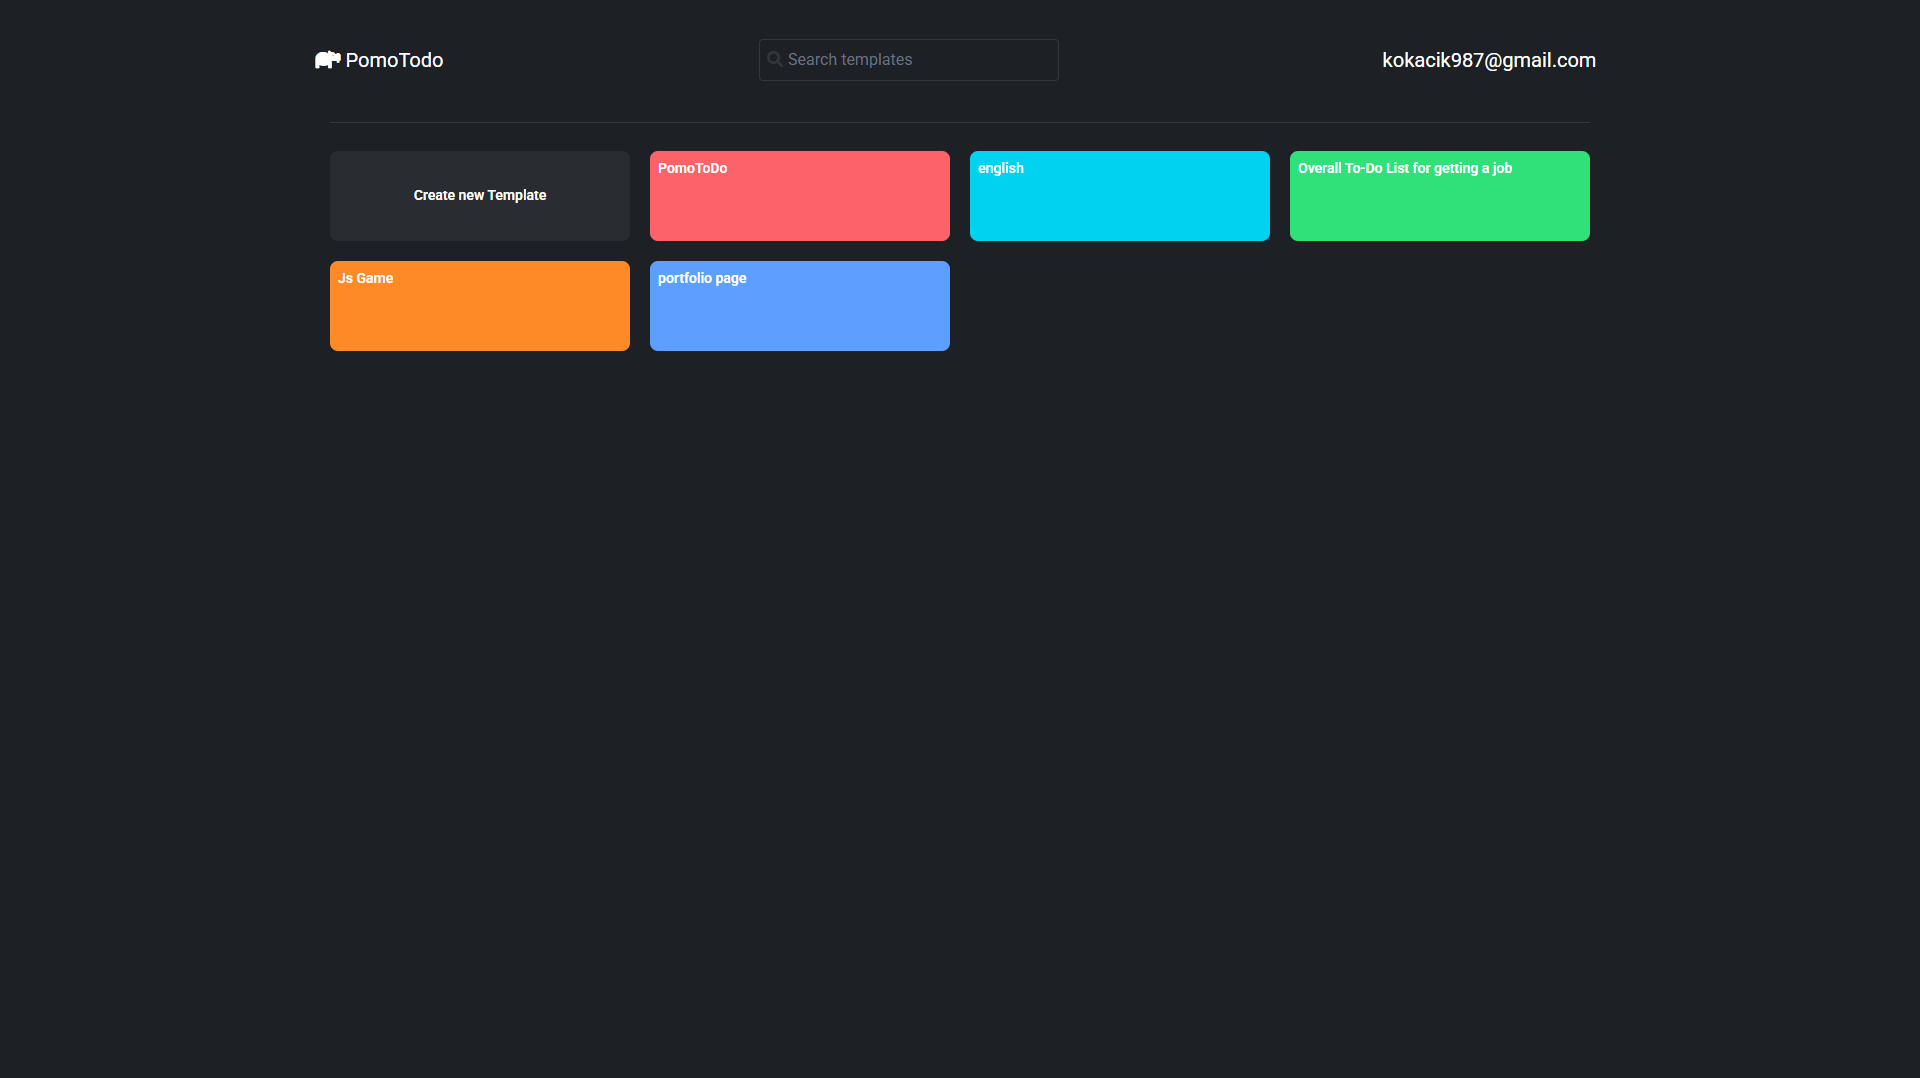 PomoTodo
Search templates
kokacik987@gmail.com
Create new Template
PomoToDo
english
Overall To-Do List for getting a job
Js Game
portfolio page